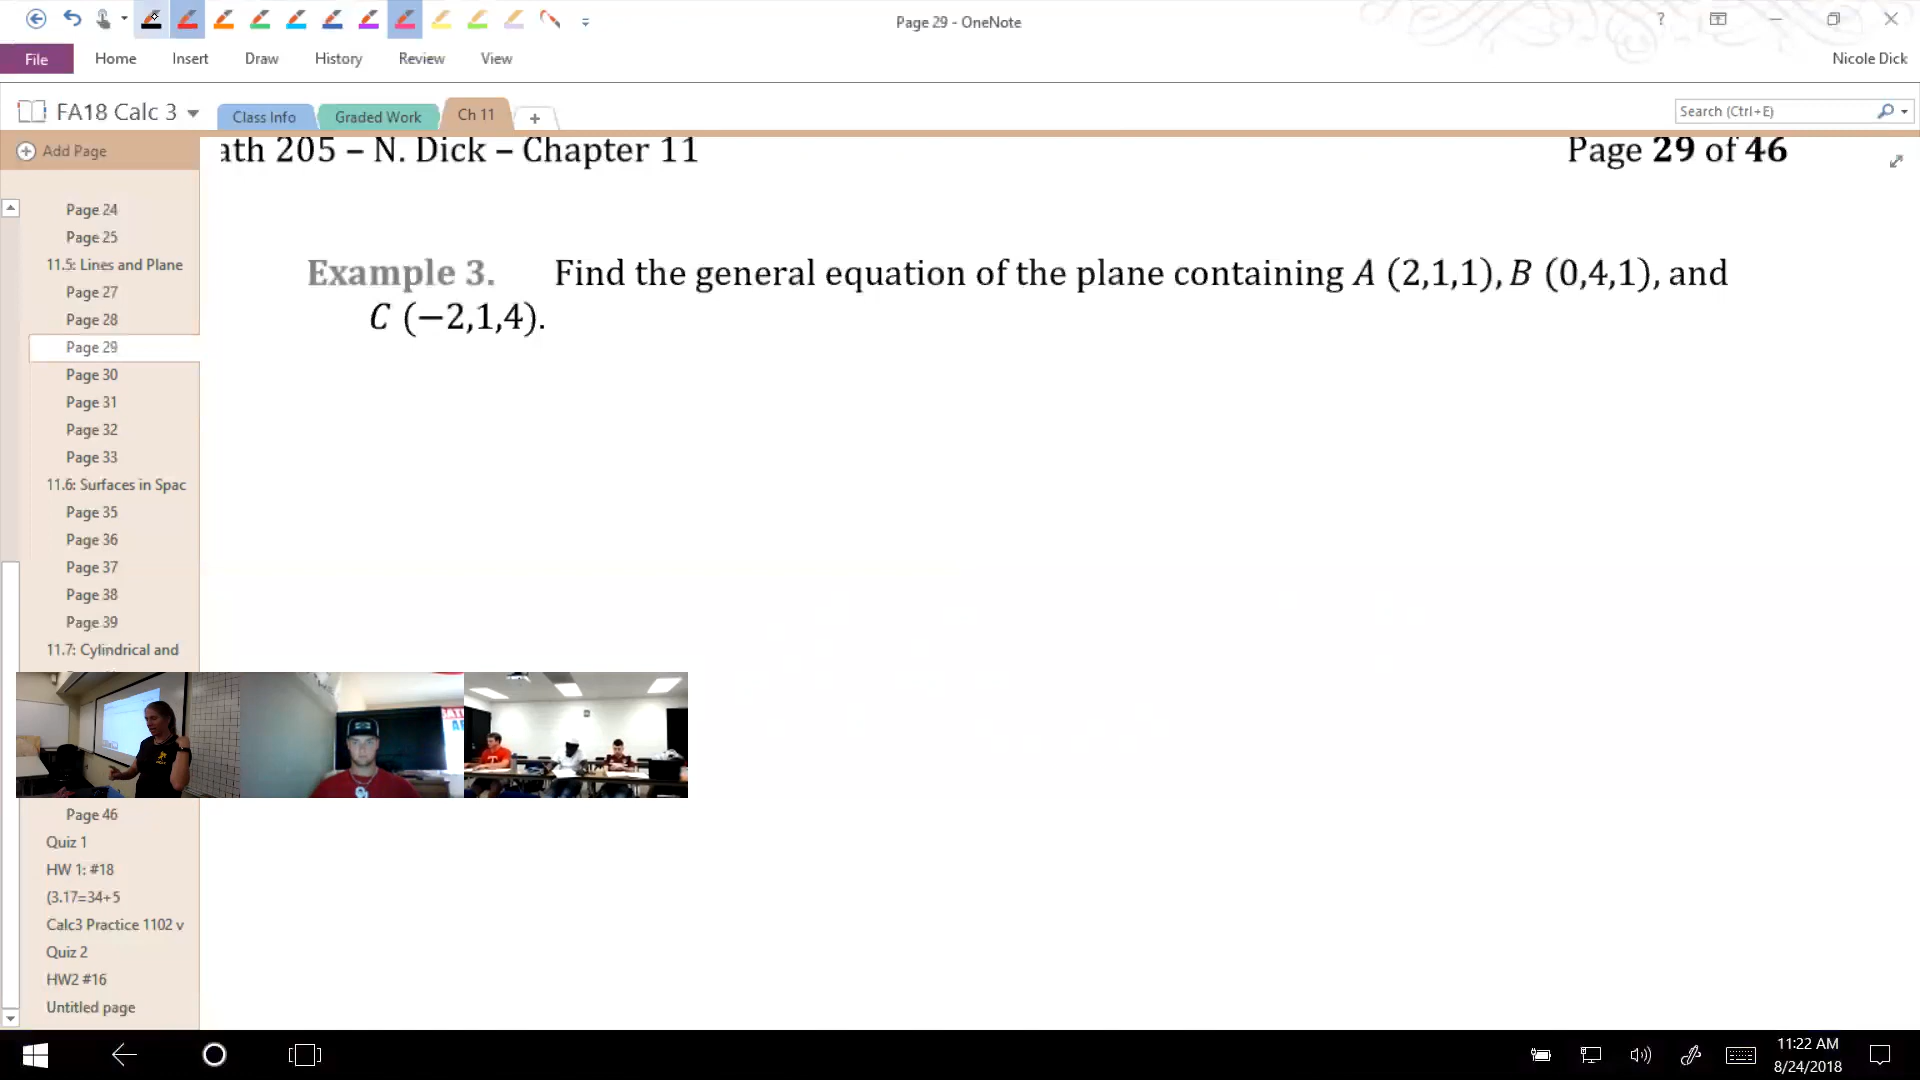 Page 29 - OneNote
?
File
Home
Insert
Draw
History
Review
View
Nicole Dick
FA18 Calc 3
Class Info
Graded Work
Ch 11
+
Search (Ctrl+E)
Add Page
ath 205 – N. Dick – Chapter 11
Page 29 of 46
Page 24
Page 25
11.5: Lines and Plane
Page 27
Page 28
Page 29
Page 30
Page 31
Page 32
Page 33
11.6: Surfaces in Spac
Page 35
Page 36
Page 37
Page 38
Page 39
11.7: Cylindrical and
Page 46
Quiz 1
HW 1: #18
(3.17=34+5
Calc3 Practice 1102 v
Quiz 2
HW2 #16
Untitled page
Example 3. Find the general equation of the plane containing A (2,1,1), B (0,4,1), and
C (−2,1,4).
11:22 AM
8/24/2018